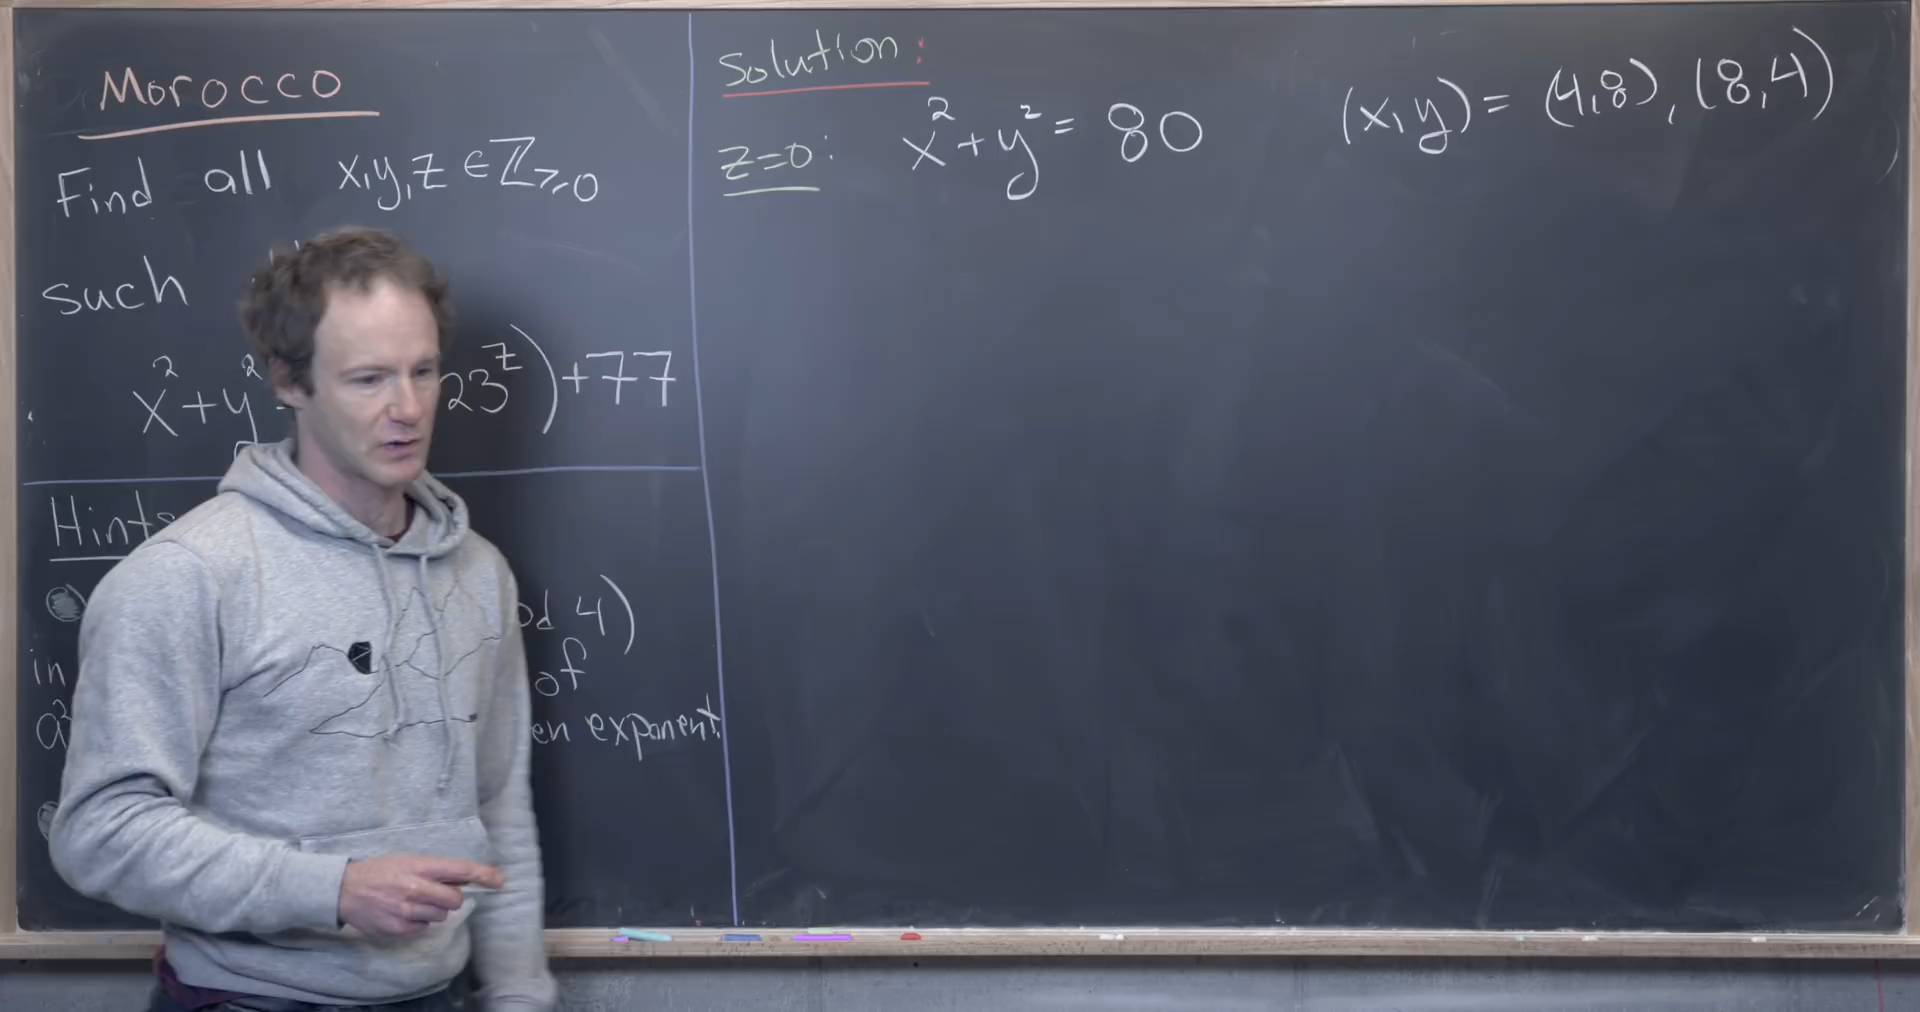 Morocco
Find all x,y,z ∈ ℤ≥0
such
x² + y² 23^z) + 77
Hints
od 4)
in of
a² en exponent.
Solution:
z=0: x² + y² = 80 (x,y) = (4,8), (8,4)